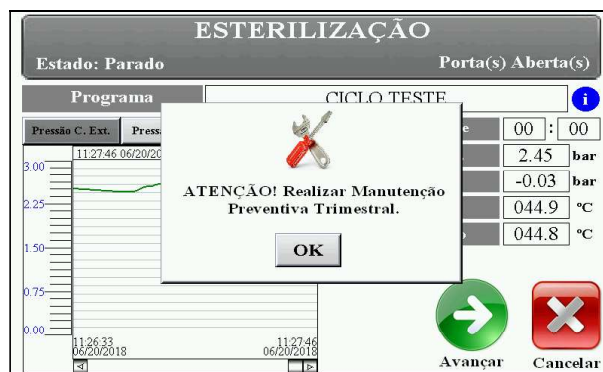 ESTERILIZAÇÃO
Estado: Parado
Porta(s) Aberta(s)
Programa
CICLO TESTE
Pressão C. Ext.
00 : 00
11:27:46 06/20/20
2.45 bar
3.00
-0.03 bar
ATENÇÃO! Realizar Manutenção
Preventiva Trimestral.
2.25
044.9 ºC
044.8 ºC
OK
1.50
0.75
0.00
11:26:33
06/20/2018
11:27:46
06/20/2018
Avançar
Cancelar